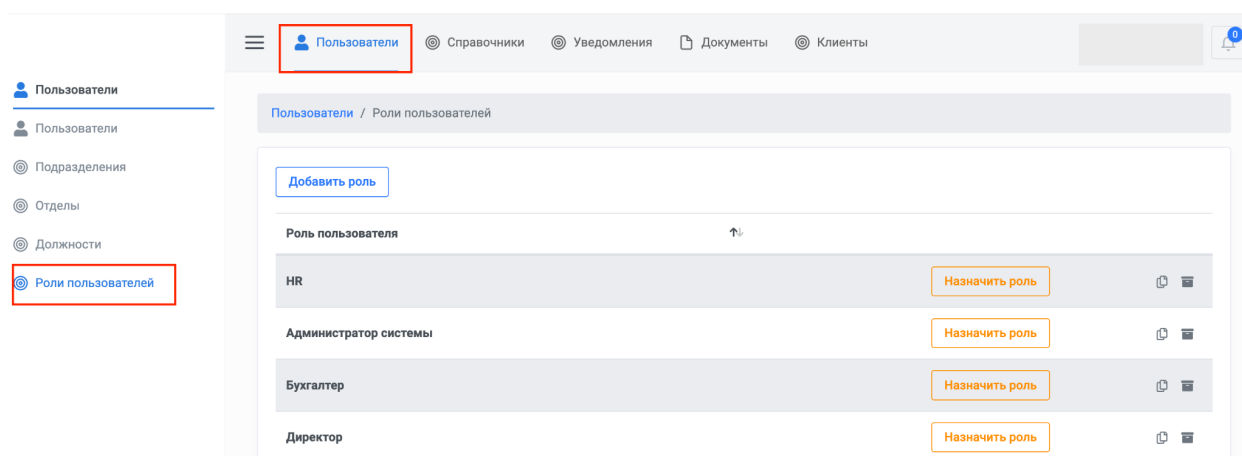 Пользователи Справочники Уведомления Документы Клиенты 0
Пользователи
Пользователи
Подразделения
Отделы
Должности
Роли пользователей
Пользователи / Роли пользователей
Добавить роль
Роль пользователя
HR Назначить роль
Администратор системы Назначить роль
Бухгалтер Назначить роль
Директор Назначить роль